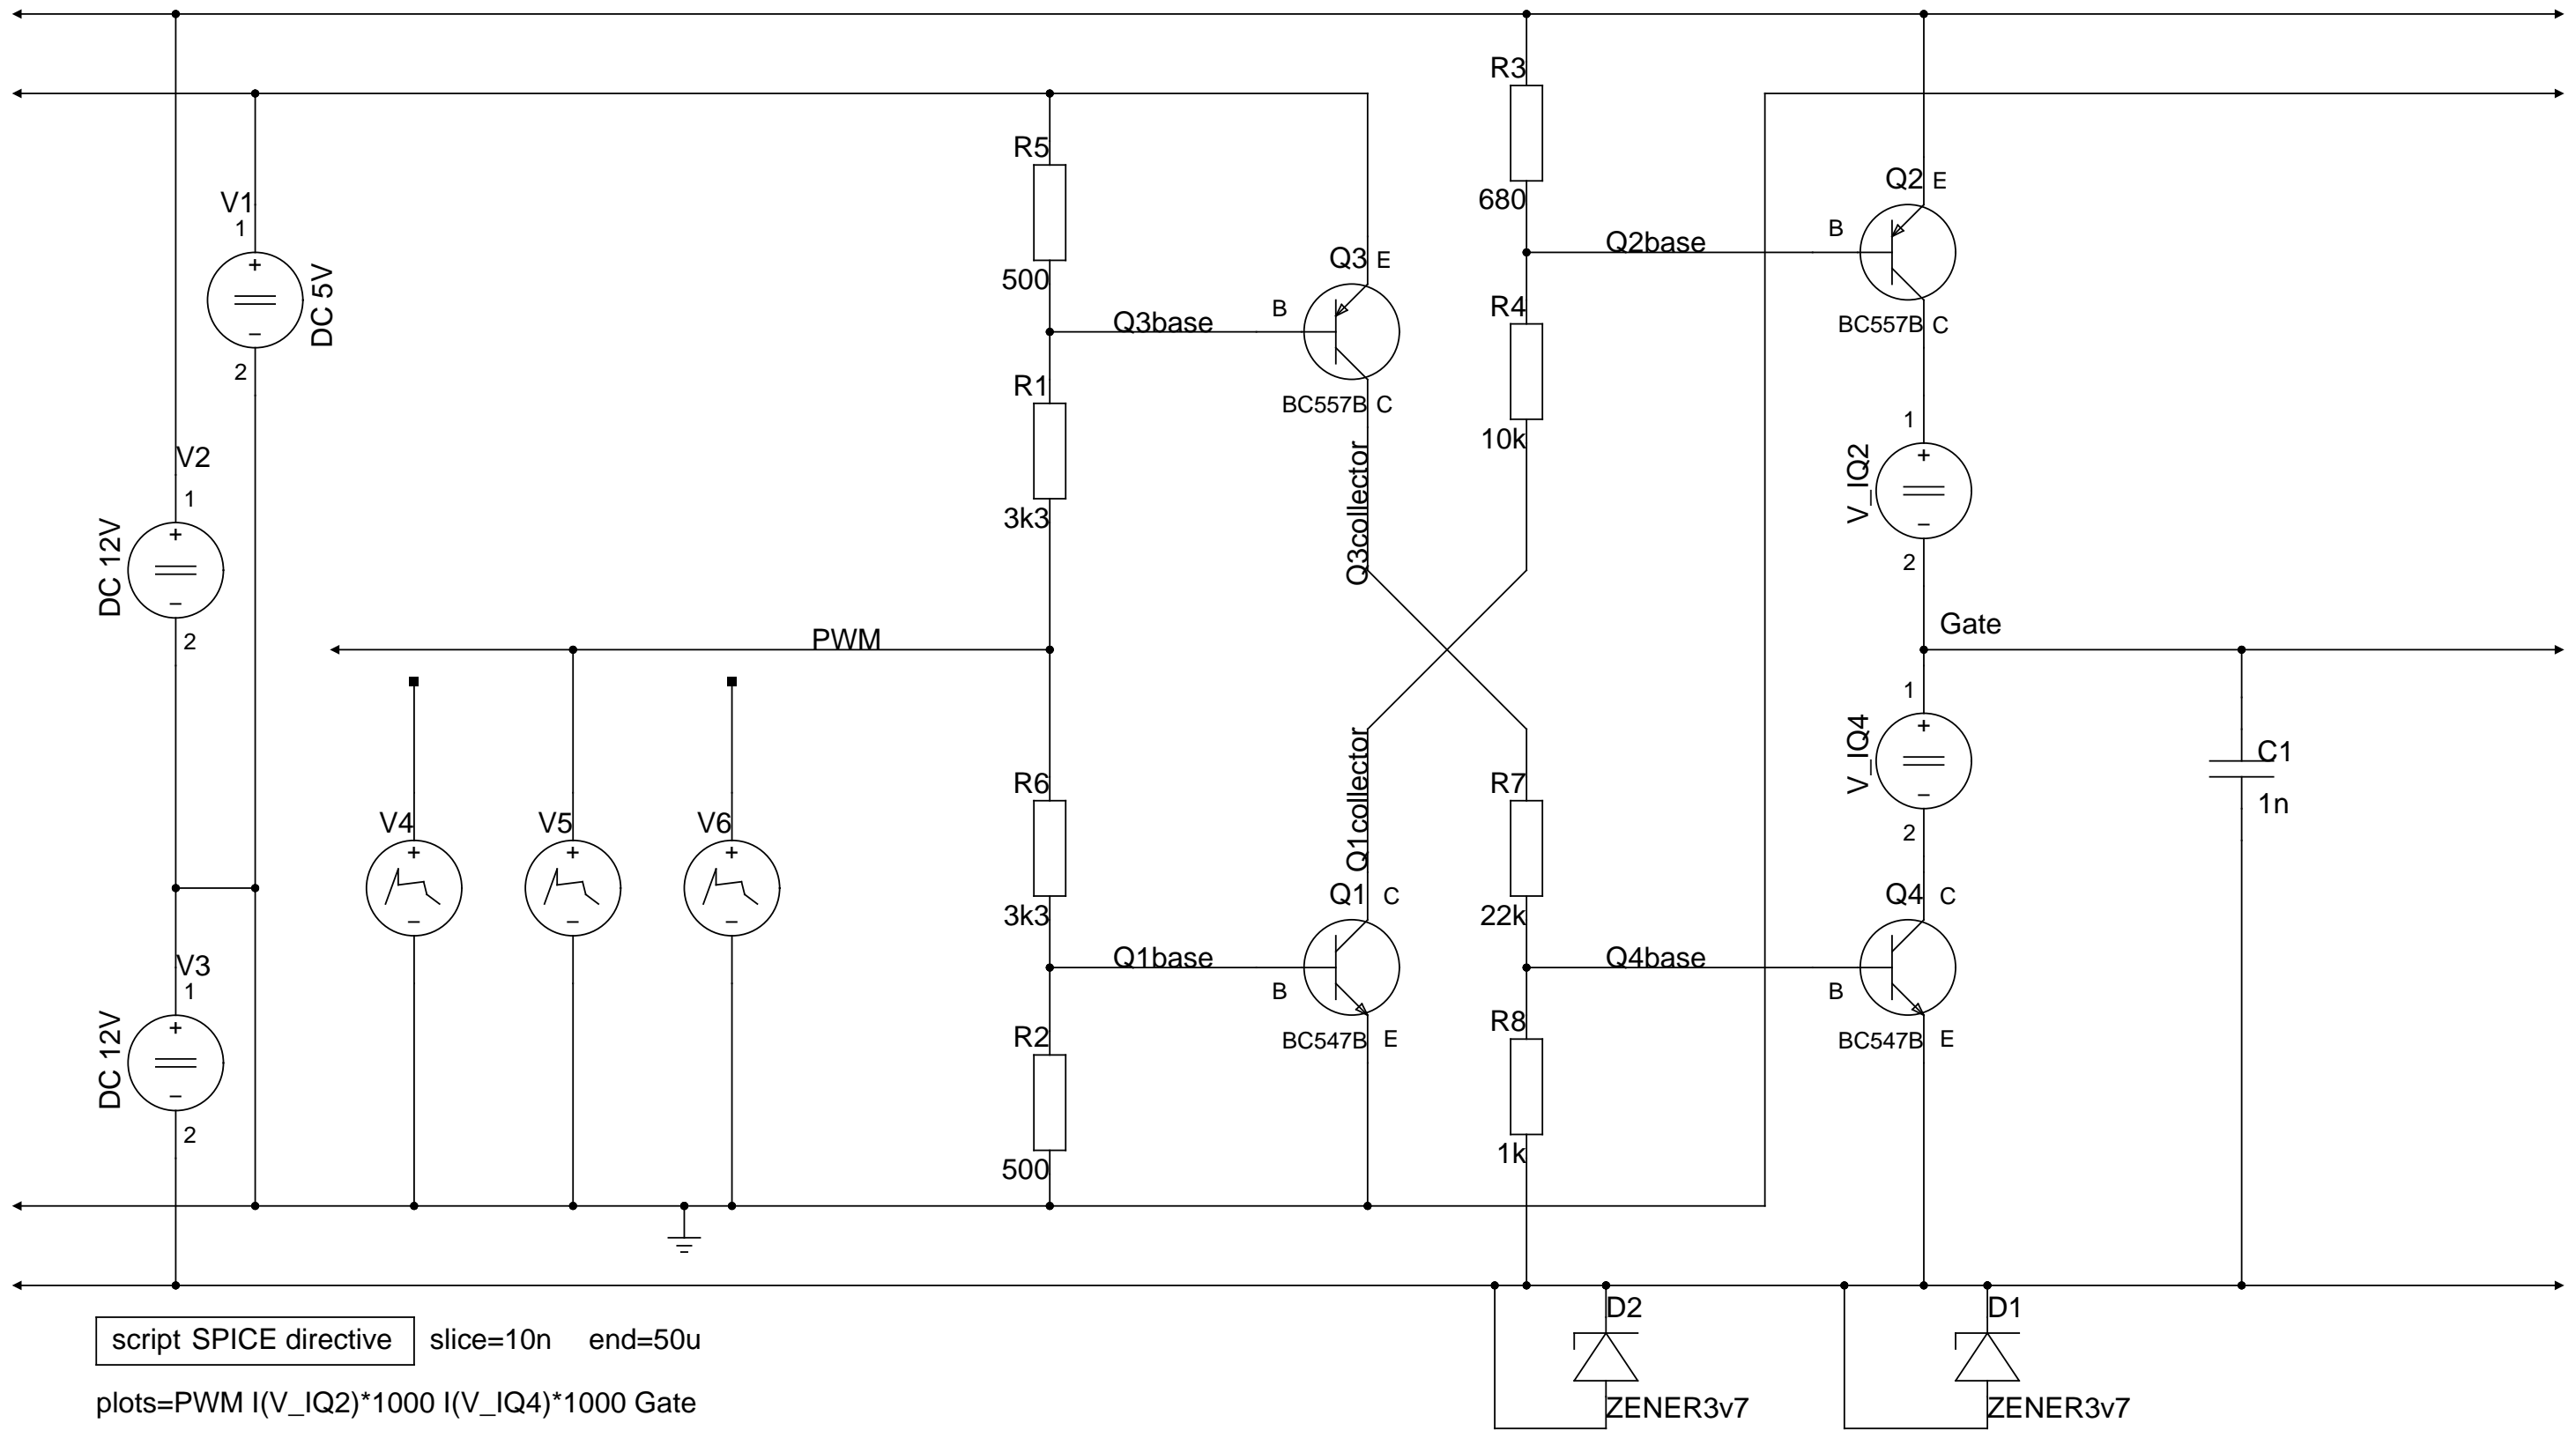 R3
R5
680
Q2 E
V1
1
B
Q2base
Q3 E
500
DC 5V
BC557B C
R4
B
Q3base
2
R1
BC557B C
1
10k
V2
1
Q3collector
V_IQ2
3k3
DC 12V
2
2
PWM
Gate
1
V_IQ4
C1
R6
R7
1n
V4
V5
V6
Q1collector
2
Q1 C
Q4 C
3k3
22k
V3
Q1base
Q4base
1
B
B
DC 12V
R8
R2
BC547B E
BC547B E
2
1k
500
D2
D1
script SPICE directive slice=10n end=50u
plots=PWM I(V_IQ2)*1000 I(V_IQ4)*1000 Gate
ZENER3v7
ZENER3v7